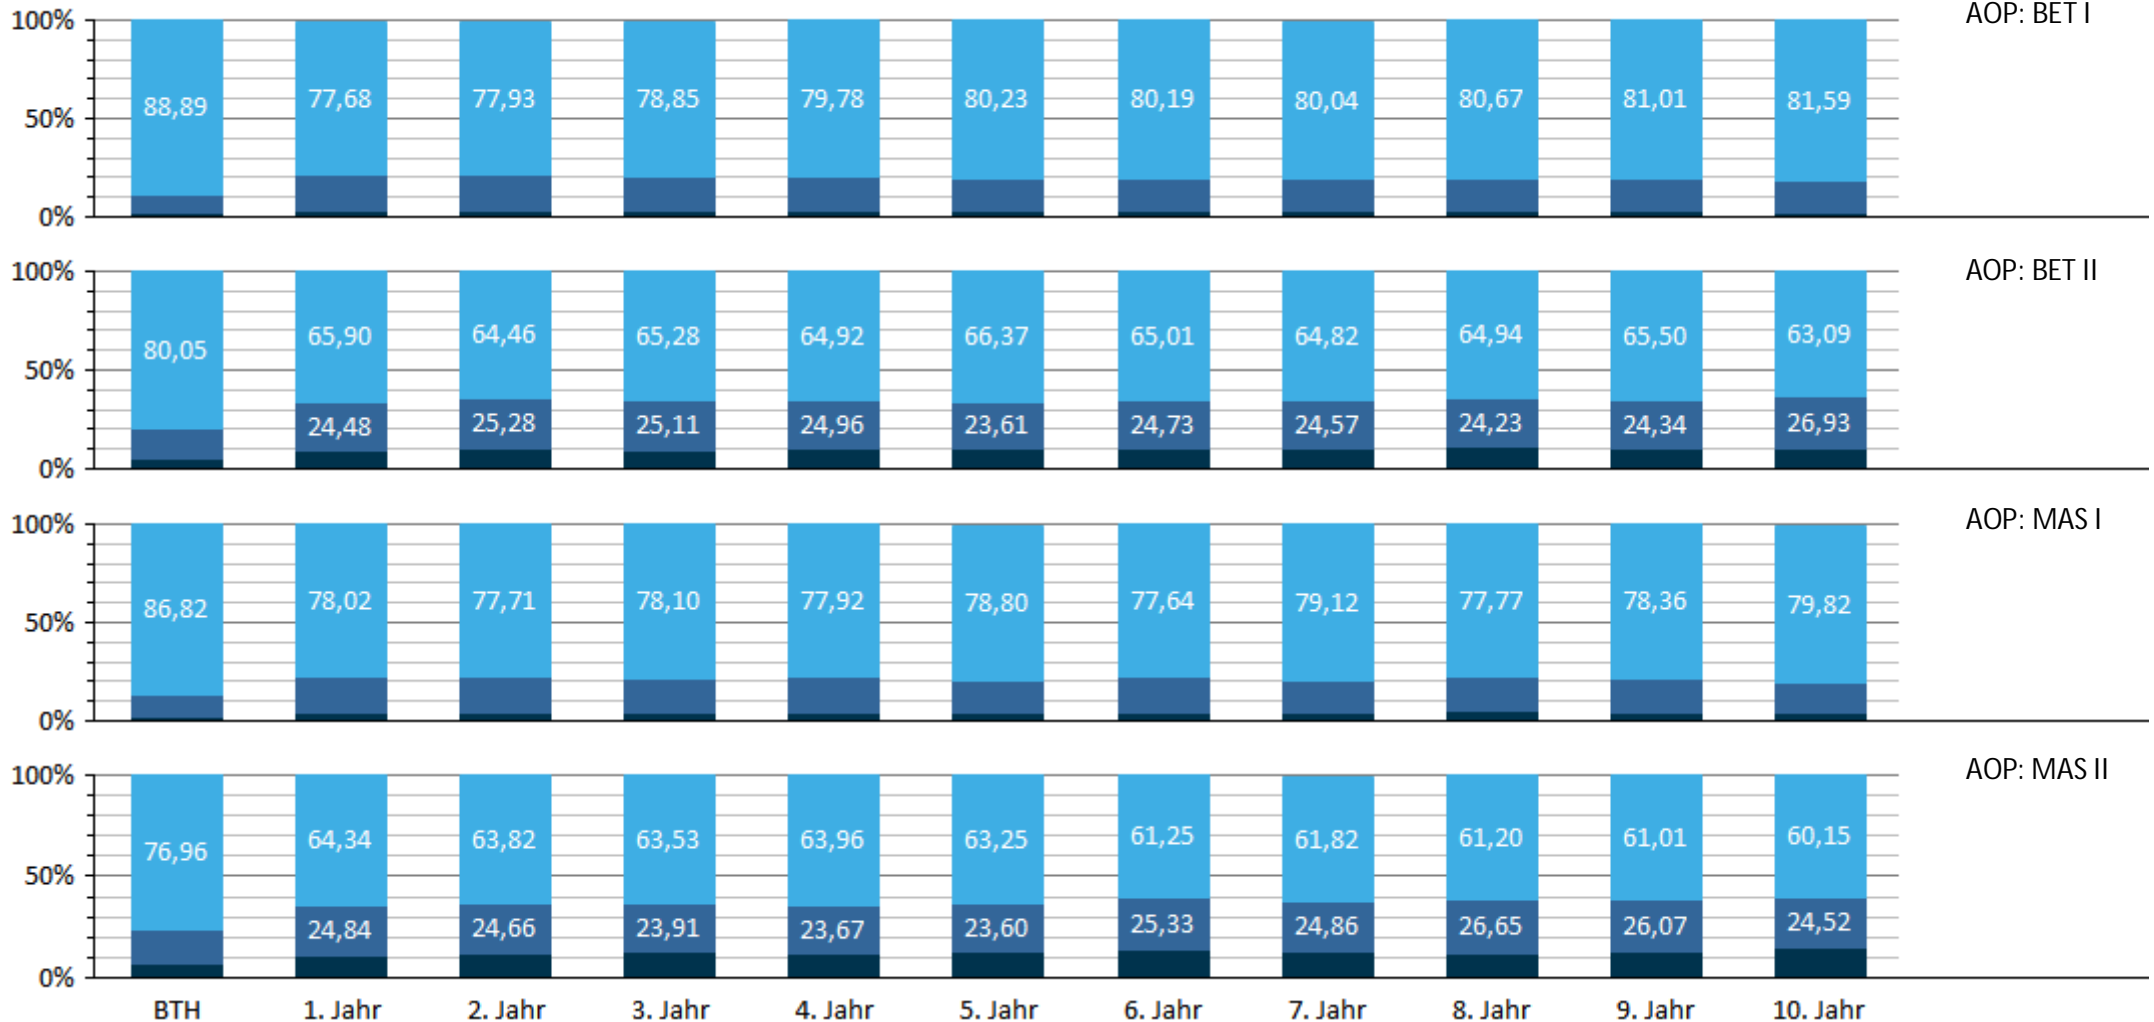 AOP: BET I
100%
88,89 77,68 77,93 78,85 79,78 80,23 80,19 80,04 80,67 81,01 81,59
50%
0%
AOP: BET II
100%
80,05 65,90 64,46 65,28 64,92 66,37 65,01 64,82 64,94 65,50 63,09
50%
24,48 25,28 25,11 24,96 23,61 24,73 24,57 24,23 24,34 26,93
0%
AOP: MAS I
100%
86,82 78,02 77,71 78,10 77,92 78,80 77,64 79,12 77,77 78,36 79,82
50%
0%
AOP: MAS II
100%
76,96 64,34 63,82 63,53 63,96 63,25 61,25 61,82 61,20 61,01 60,15
50%
24,84 24,66 23,91 23,67 23,60 25,33 24,86 26,65 26,07 24,52
0%
BTH 1. Jahr 2. Jahr 3. Jahr 4. Jahr 5. Jahr 6. Jahr 7. Jahr 8. Jahr 9. Jahr 10. Jahr